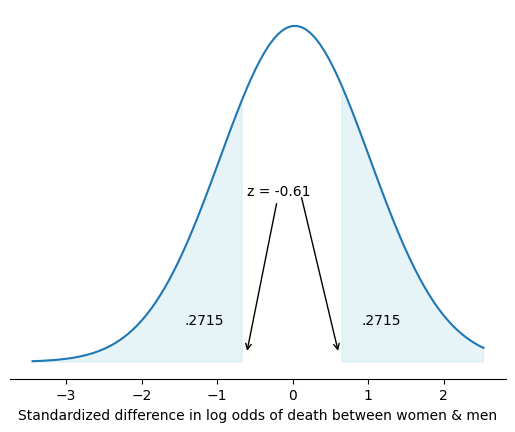 z = -0.61
.2715
.2715
−3 −2 −1 0 1 2
Standardized difference in log odds of death between women & men